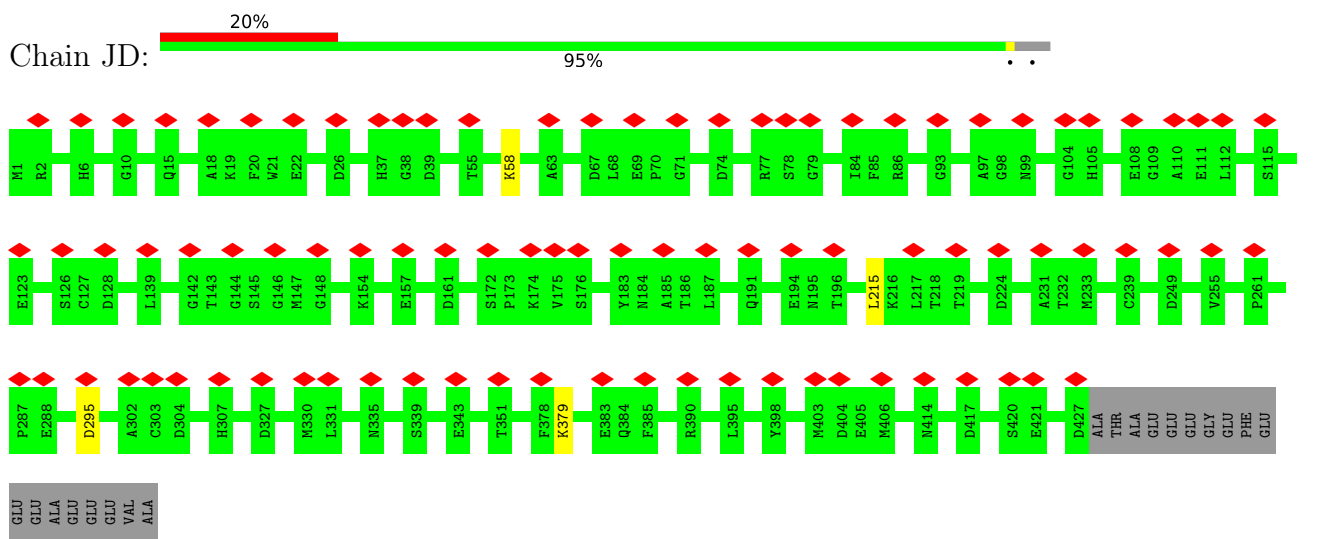 20%
Chain JD:
95%
M1 R2 H6 G10 Q15 A18 K19 F20 W21 E22 D26 H37 G38 D39 T55 K58 A63 D67 L68 E69 P70 G71 D74 R77 S78 G79 I84 F85 R86 G93 A97 G98 N99 G104 H105 E108 G109 A110 E111 L112 S115
E123 S126 C127 D128 L139 G142 T143 G144 S145 G146 M147 G148 K154 E157 D161 S172 P173 K174 V175 S176 Y183 N184 A185 T186 L187 Q191 E194 N195 T196 L215 K216 L217 T218 T219 D224 A231 T232 M233 C239 D249 V255 P261
P287 E288 D295 A302 C303 D304 H307 D327 M330 L331 N335 S339 E343 T351 F378 K379 E383 Q384 F385 R390 L395 Y398 M403 D404 E405 M406 N414 D417 S420 E421 D427 ALA THR ALA GLU GLU GLU GLY GLU PHE GLU
GLU GLU ALA GLU GLU GLU VAL ALA